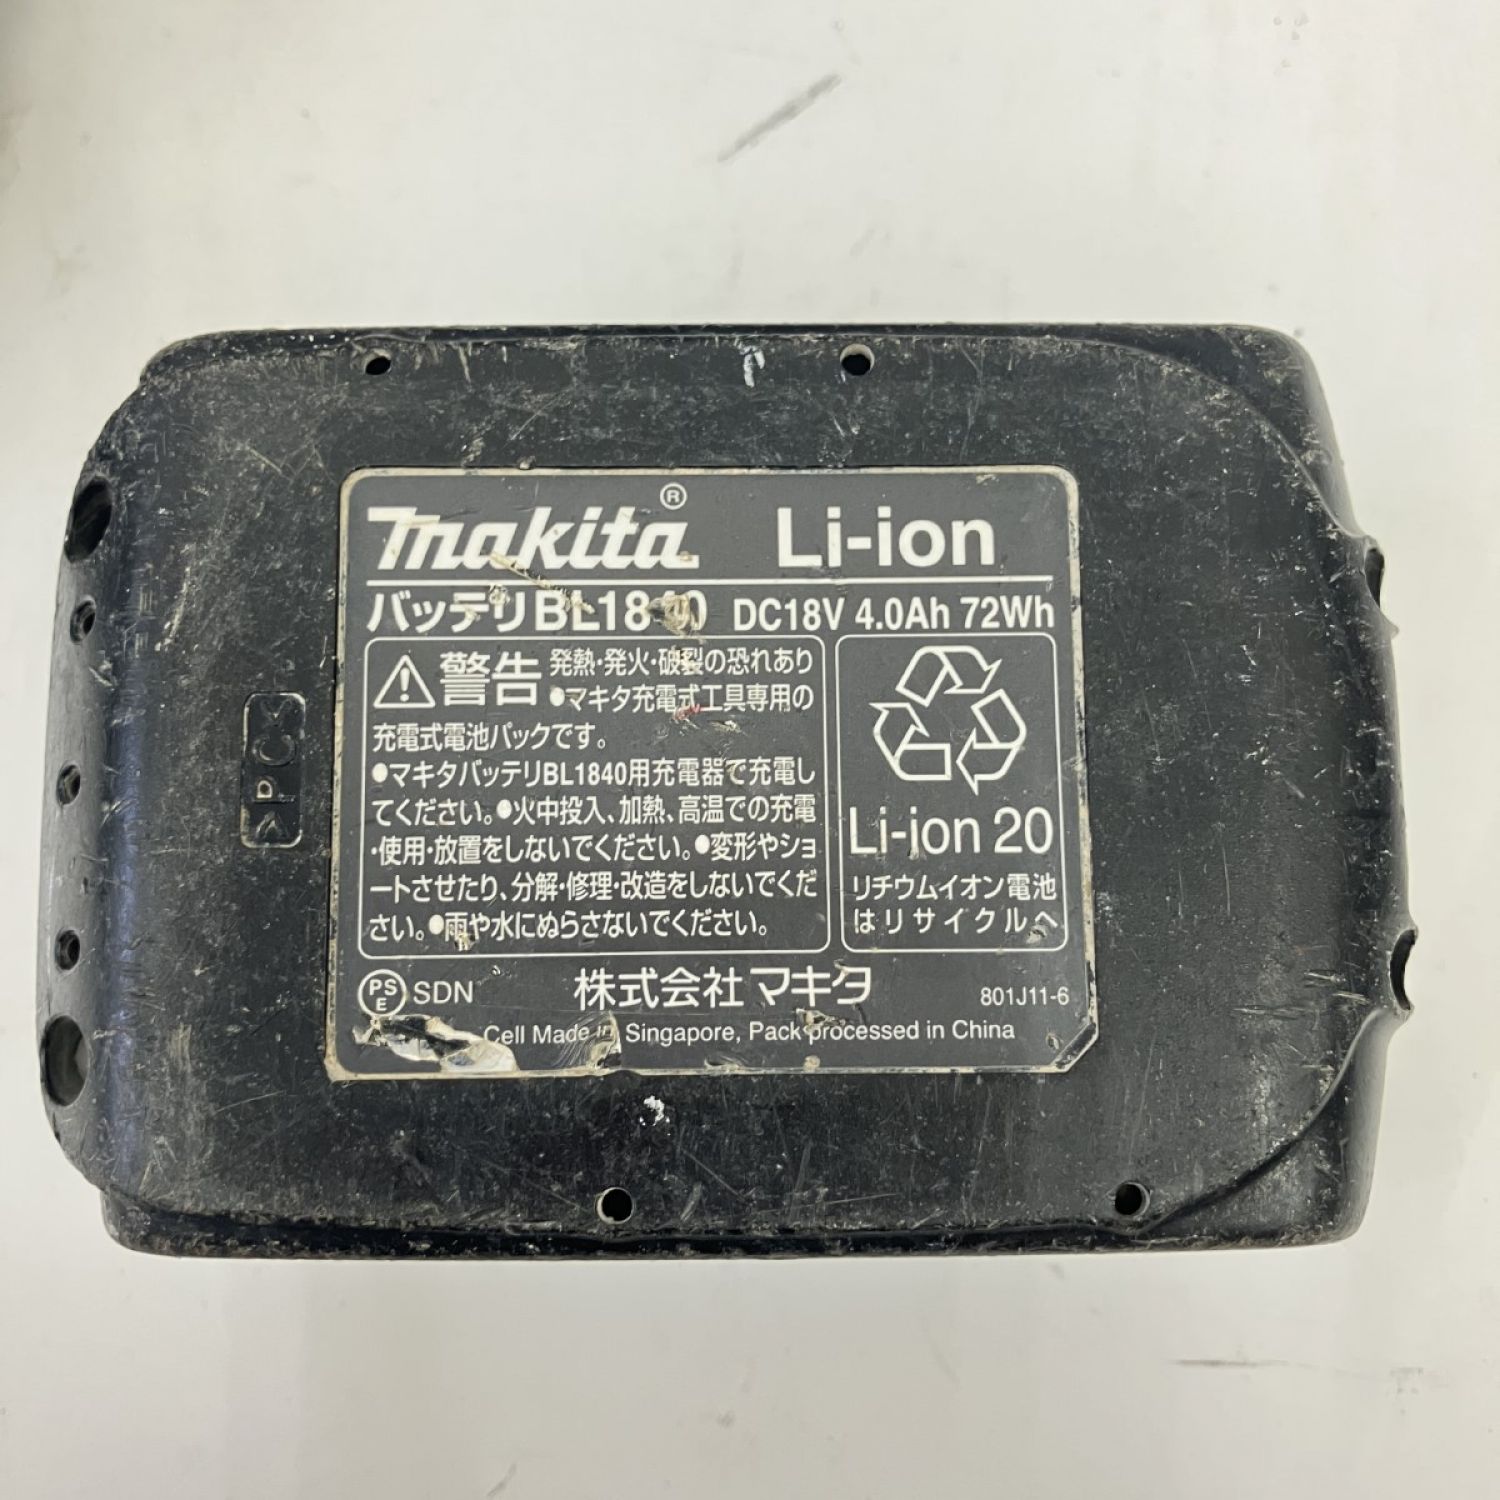 makita® Li-ion
バッテリBL1840 DC18V 4.0Ah 72Wh
警告 発熱・発火・破裂の恐れあり
●マキタ充電式工具専用の
充電式電池パックです。
●マキタバッテリBL1840用充電器で充電し
てください。●火中投入、加熱、高温での充電
・使用・放置をしないでください。●変形やショ
ートさせたり、分解・修理・改造をしないでくだ
さい。●雨や水にぬらさないでください。
Li-ion 20
リチウムイオン電池
はリサイクルへ
PS
E
SDN 株式会社マキタ 801J11-6
Cell Made in Singapore, Pack processed in China
>PC<